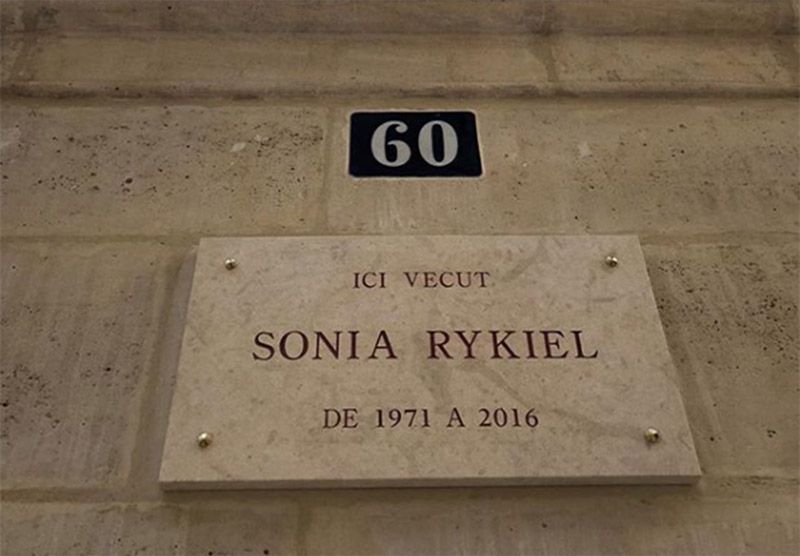 60
ICI VECUT
SONIA RYKIEL
DE 1971 A 2016